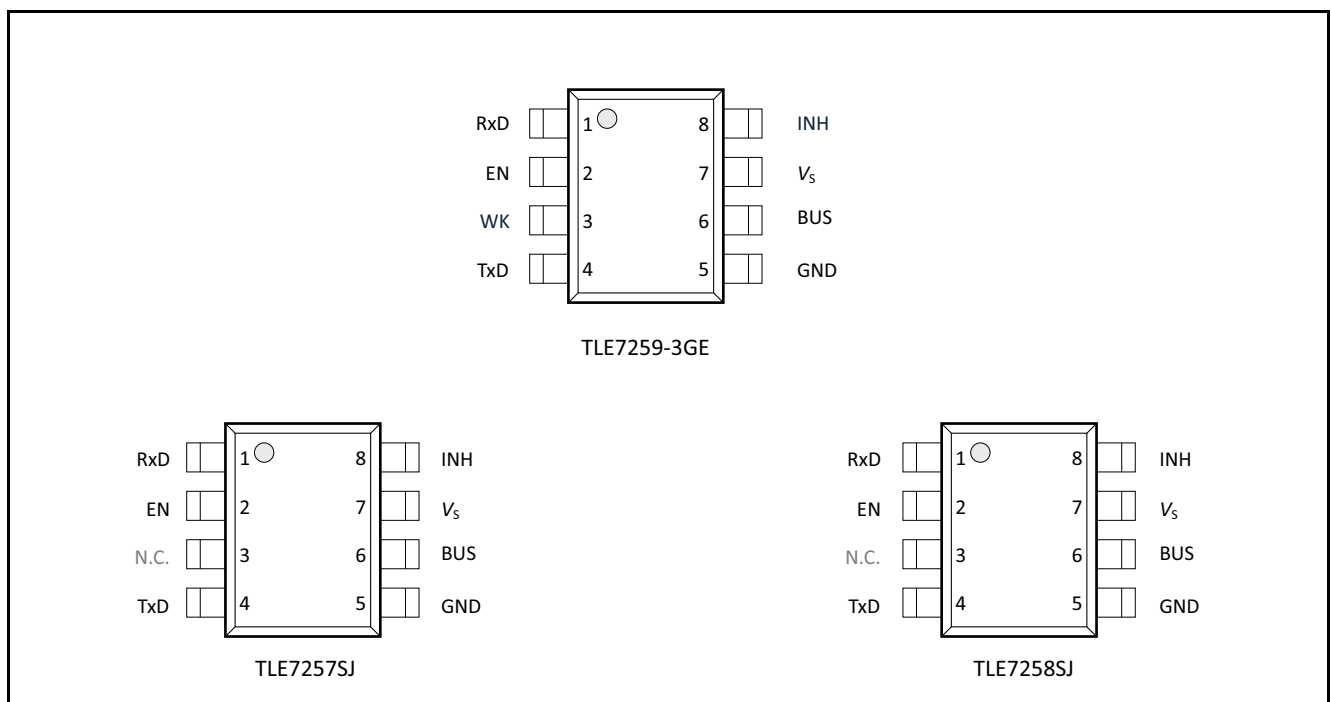 RxD 1 8 INH
EN 2 7 VS
WK 3 6 BUS
TxD 4 5 GND
TLE7259-3GE
RxD 1 8 INH
EN 2 7 VS
N.C. 3 6 BUS
TxD 4 5 GND
TLE7257SJ
RxD 1 8 INH
EN 2 7 VS
N.C. 3 6 BUS
TxD 4 5 GND
TLE7258SJ